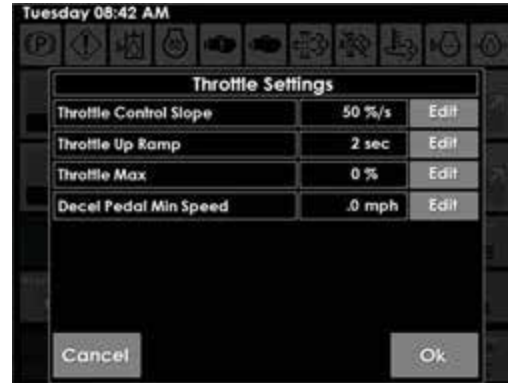 Tuesday 08:42 AM
(P)
Throttle Settings
Throttle Control Slope 50 %/s Edit
Throttle Up Ramp 2 sec Edit
Throttle Max 0 % Edit
Decel Pedal Min Speed .0 mph Edit
Cancel Ok